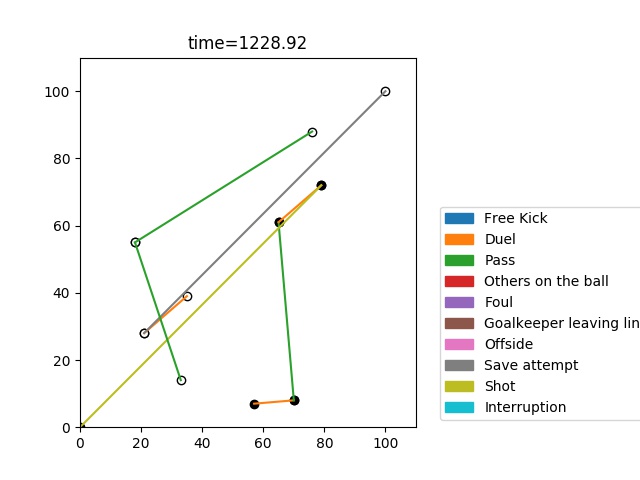 time=1228.92
100
80
60
40
20
0
0 20 40 60 80 100
Free Kick
Duel
Pass
Others on the ball
Foul
Goalkeeper leaving lin
Offside
Save attempt
Shot
Interruption